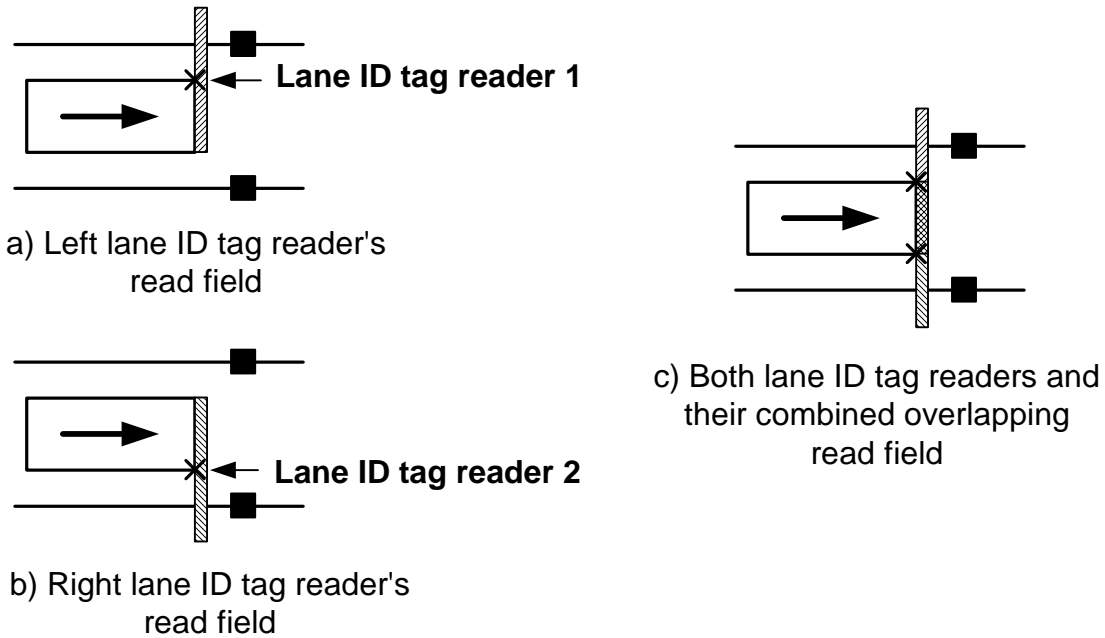 Lane ID tag reader 1
a) Left lane ID tag reader's
read field
Lane ID tag reader 2
b) Right lane ID tag reader's
read field
c) Both lane ID tag readers and
their combined overlapping
read field